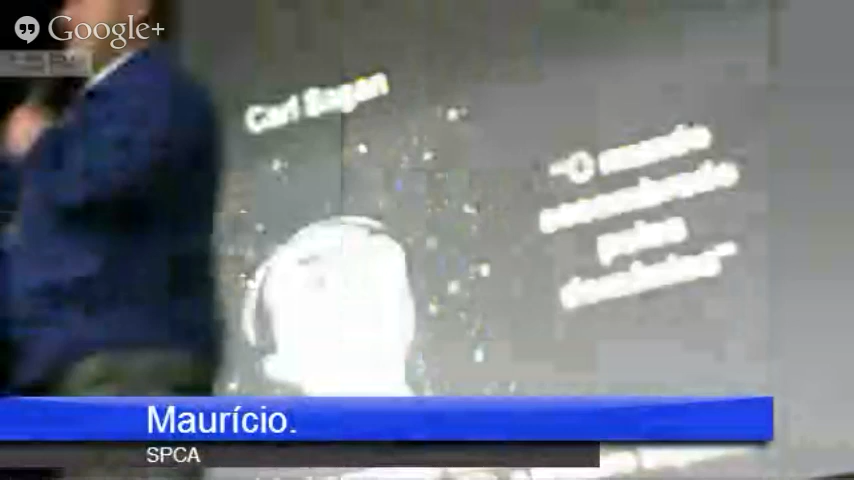 Google+
Carl Sagan
"O mundo
assombrado
pelos
demônios"
Maurício.
SPCA